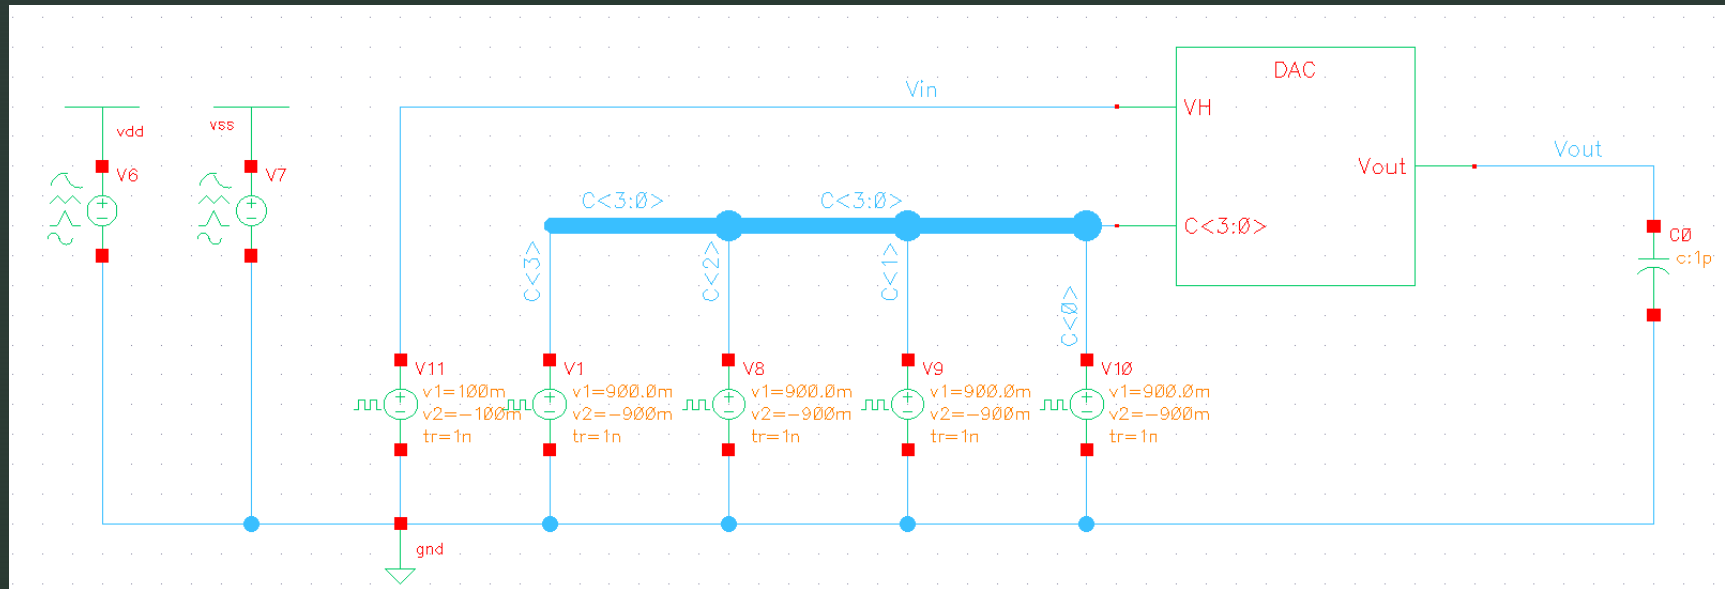 DAC
Vin
VH
vdd
vss
Vout
Vout
V6
V7
C<3:0>
C<3:0>
C<3:0>
C0
c:1p
C<3>
C<2>
C<1>
C<0>
V11
v1=100m
v2=-100m
tr=1n
V1
v1=900.0m
v2=-900m
tr=1n
V8
v1=900.0m
v2=-900m
tr=1n
V9
v1=900.0m
v2=-900m
tr=1n
V10
v1=900.0m
v2=-900m
tr=1n
gnd